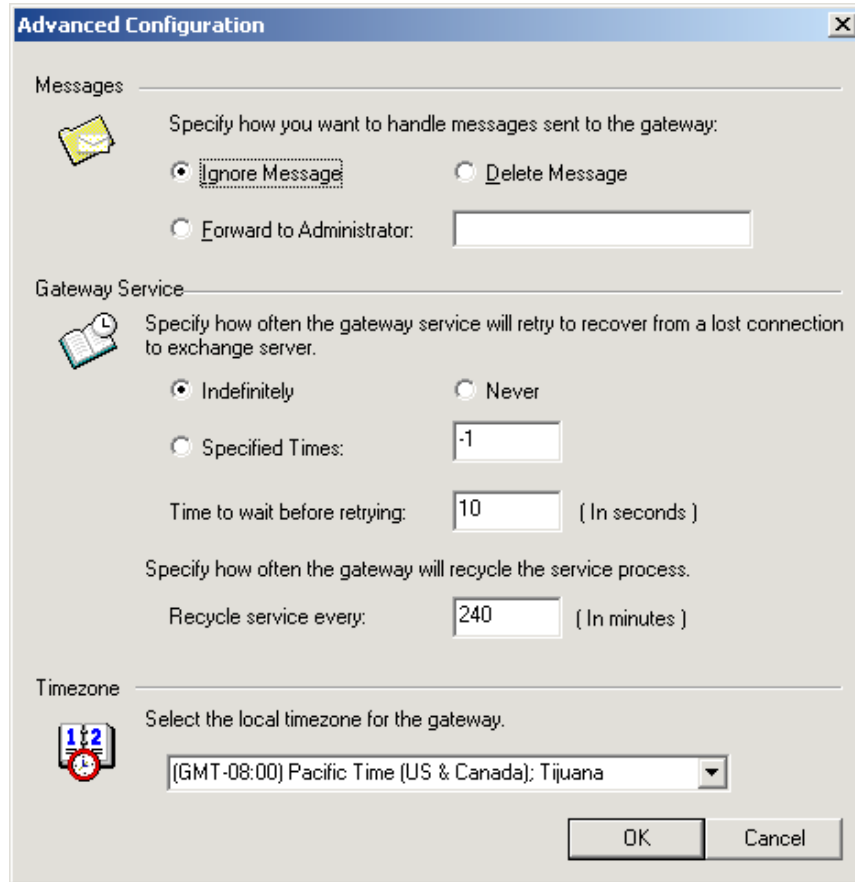 Advanced Configuration
Messages
Specify how you want to handle messages sent to the gateway:
Ignore Message Delete Message
Forward to Administrator:
Gateway Service
Specify how often the gateway service will retry to recover from a lost connection
to exchange server.
Indefinitely Never
Specified Times: -1
Time to wait before retrying: 10 ( In seconds )
Specify how often the gateway will recycle the service process.
Recycle service every: 240 ( In minutes )
Timezone
1 2
Select the local timezone for the gateway.
(GMT-08:00) Pacific Time (US & Canada); Tijuana
OK Cancel